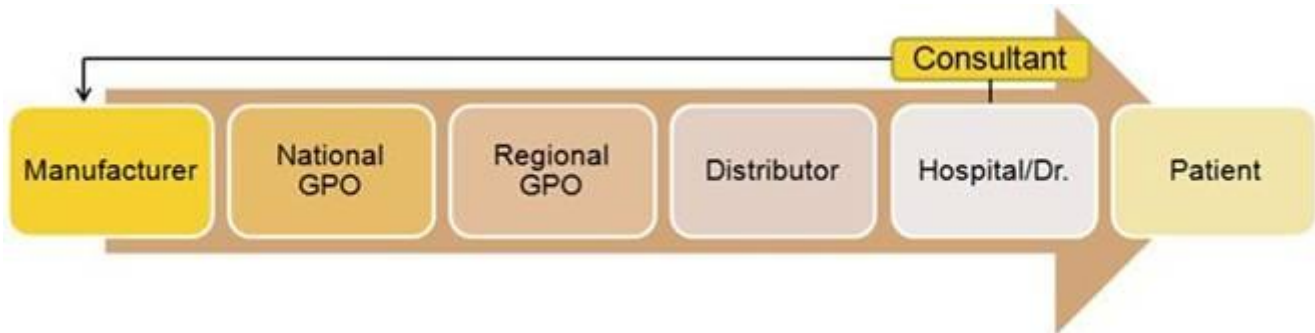 Consultant
Manufacturer
National
GPO
Regional
GPO
Distributor
Hospital/Dr.
Patient